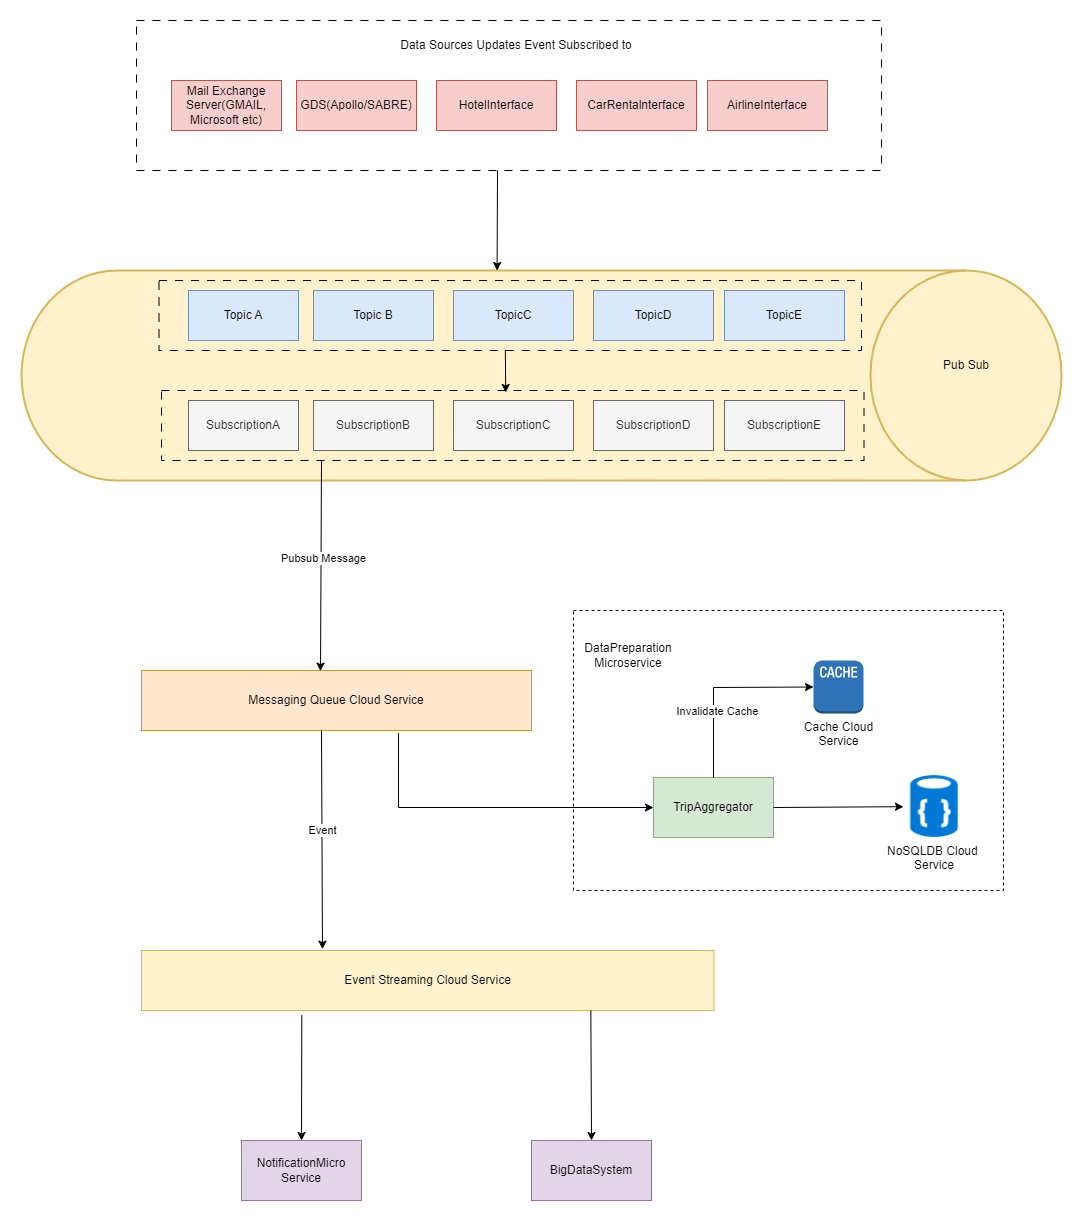 Data Sources Updates Event Subscribed to
Mail Exchange
Server(GMAIL,
Microsoft etc)
GDS(Apollo/SABRE)
HotelInterface
CarRentaInterface
AirlineInterface
Topic A
Topic B
TopicC
TopicD
TopicE
Pub Sub
SubscriptionA
SubscriptionB
SubscriptionC
SubscriptionD
SubscriptionE
Pubsub Message
DataPreparation
Microservice
CACHE
Cache Cloud
Service
Invalidate Cache
Messaging Queue Cloud Service
TripAggregator
{ }
NoSQLDB Cloud
Service
Event
Event Streaming Cloud Service
NotificationMicro
Service
BigDataSystem